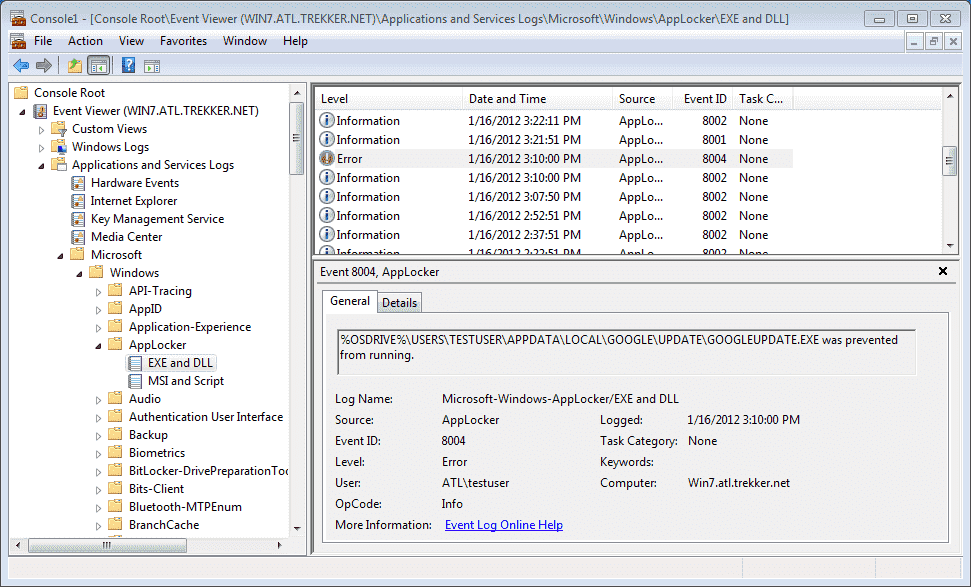 Console1 - [Console Root\Event Viewer (WIN7.ATL.TREKKER.NET)\Applications and Services Logs\Microsoft\Windows\AppLocker\EXE and DLL]
File Action View Favorites Window Help
Console Root
Event Viewer (WIN7.ATL.TREKKER.NET)
Custom Views
Windows Logs
Applications and Services Logs
Hardware Events
Internet Explorer
Key Management Service
Media Center
Microsoft
Windows
API-Tracing
AppID
Application-Experience
AppLocker
EXE and DLL
MSI and Script
Audio
Authentication User Interface
Backup
Biometrics
BitLocker-DrivePreparationToo
Bits-Client
Bluetooth-MTPEnum
BranchCache
Level Date and Time Source Event ID Task C...
Information 1/16/2012 3:22:11 PM AppLo... 8002 None
Information 1/16/2012 3:21:51 PM AppLo... 8001 None
Error 1/16/2012 3:10:00 PM AppLo... 8004 None
Information 1/16/2012 3:10:00 PM AppLo... 8002 None
Information 1/16/2012 3:07:50 PM AppLo... 8002 None
Information 1/16/2012 2:52:51 PM AppLo... 8002 None
Information 1/16/2012 2:37:51 PM AppLo... 8002 None
Information 1/16/2012 2:22:51 PM AppLo... 8002 None
Event 8004, AppLocker
General Details
%OSDRIVE%\USERS\TESTUSER\APPDATA\LOCAL\GOOGLE\UPDATE\GOOGLEUPDATE.EXE was prevented
from running.
Log Name: Microsoft-Windows-AppLocker/EXE and DLL
Source: AppLocker Logged: 1/16/2012 3:10:00 PM
Event ID: 8004 Task Category: None
Level: Error Keywords:
User: ATL\testuser Computer: Win7.atl.trekker.net
OpCode: Info
More Information: Event Log Online Help